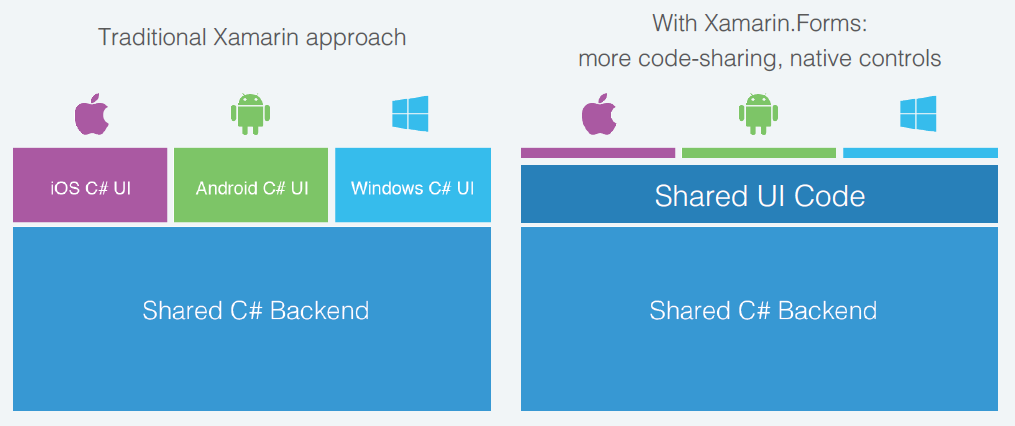 Traditional Xamarin approach
iOS C# UI
Android C# UI
Windows C# UI
Shared C# Backend
With Xamarin.Forms:
more code-sharing, native controls
Shared UI Code
Shared C# Backend